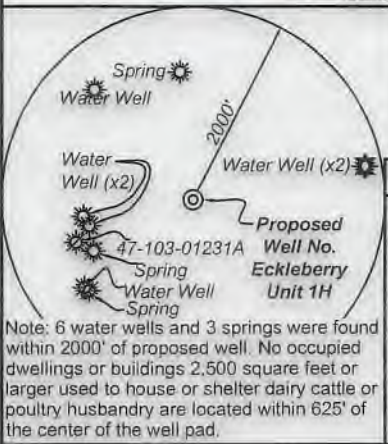 Spring
Water Well
2000'
Water
Well (x2)
Water Well (x2)
Proposed
Well No.
Eckleberry
Unit 1H
47-103-01231A
Spring
Water Well
Spring
Note: 6 water wells and 3 springs were found
within 2000' of proposed well. No occupied
dwellings or buildings 2,500 square feet or
larger used to house or shelter dairy cattle or
poultry husbandry are located within 625' of
the center of the well pad.